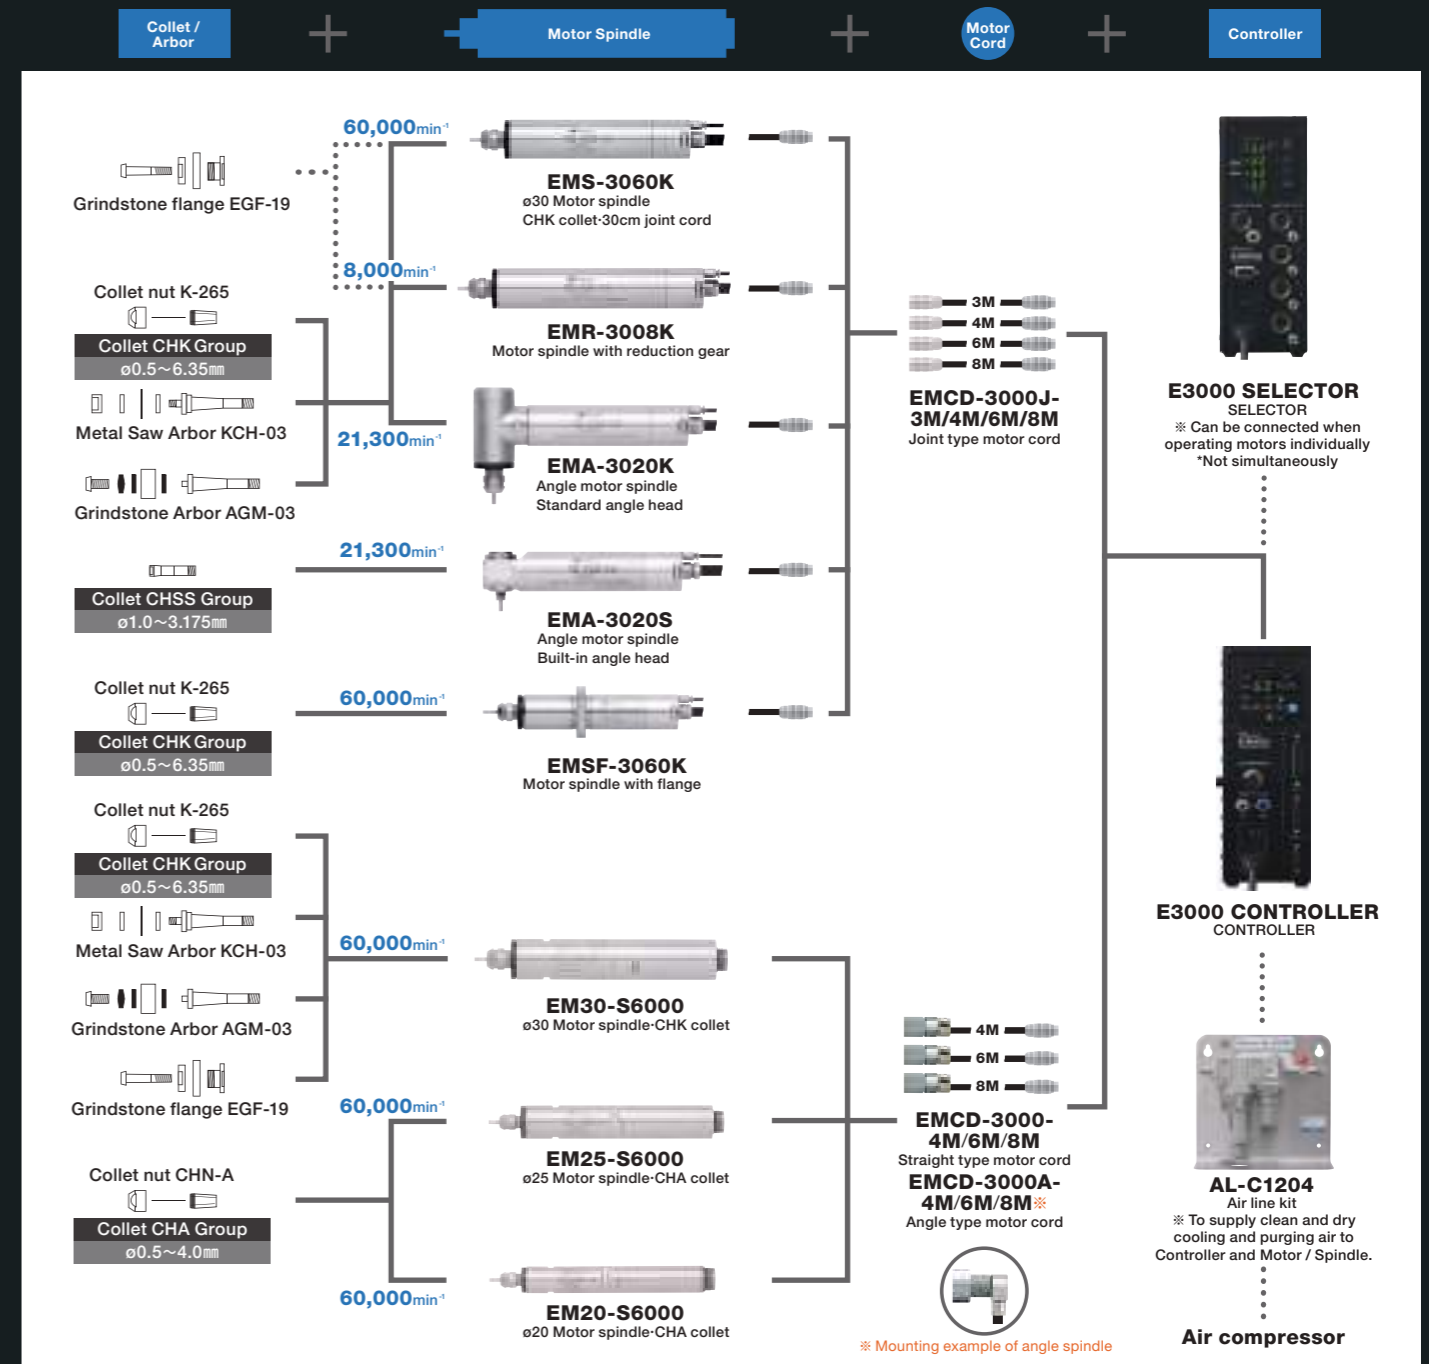 Collet /
Arbor
Motor Spindle
Motor
Cord
Controller
Grindstone flange EGF-19
Collet nut K-265
Collet CHK Group
ø0.5～6.35㎜
Metal Saw Arbor KCH-03
Grindstone Arbor AGM-03
Collet CHSS Group
ø1.0～3.175㎜
Collet nut K-265
Collet CHK Group
ø0.5～6.35㎜
Collet nut K-265
Collet CHK Group
ø0.5～6.35㎜
Metal Saw Arbor KCH-03
Grindstone Arbor AGM-03
Grindstone flange EGF-19
Collet nut CHN-A
Collet CHA Group
ø0.5～4.0㎜
60,000min⁻¹
EMS-3060K
ø30 Motor spindle
CHK collet·30cm joint cord
8,000min⁻¹
EMR-3008K
Motor spindle with reduction gear
21,300min⁻¹
EMA-3020K
Angle motor spindle
Standard angle head
21,300min⁻¹
EMA-3020S
Angle motor spindle
Built-in angle head
60,000min⁻¹
EMSF-3060K
Motor spindle with flange
60,000min⁻¹
EM30-S6000
ø30 Motor spindle·CHK collet
60,000min⁻¹
EM25-S6000
ø25 Motor spindle·CHA collet
60,000min⁻¹
EM20-S6000
ø20 Motor spindle·CHA collet
3M
4M
6M
8M
EMCD-3000J-
3M/4M/6M/8M
Joint type motor cord
4M
6M
8M
EMCD-3000-
4M/6M/8M
Straight type motor cord
EMCD-3000A-
4M/6M/8M※
Angle type motor cord
※ Mounting example of angle spindle
E3000 SELECTOR
SELECTOR
※ Can be connected when
operating motors individually
*Not simultaneously
E3000 CONTROLLER
CONTROLLER
AL-C1204
Air line kit
※ To supply clean and dry
cooling and purging air to
Controller and Motor / Spindle.
Air compressor